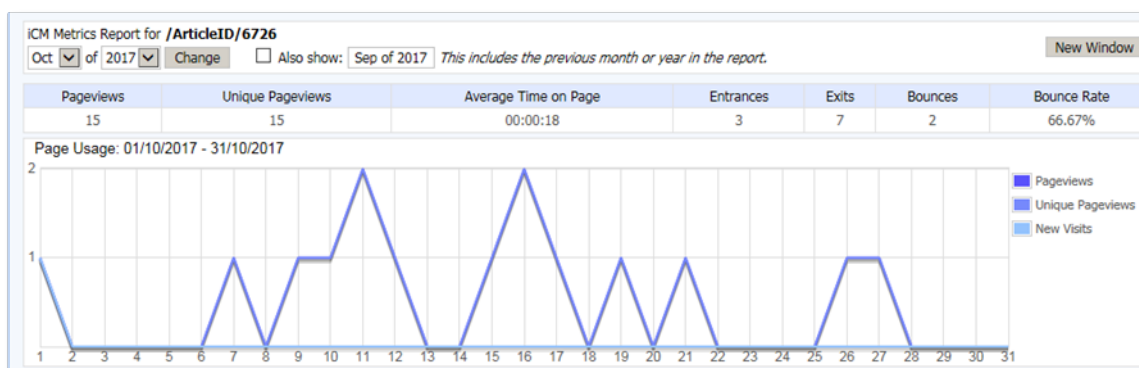 iCM Metrics Report for /ArticleID/6726
Oct of 2017 Change Also show: Sep of 2017 This includes the previous month or year in the report.
New Window
Pageviews Unique Pageviews Average Time on Page Entrances Exits Bounces Bounce Rate
15 15 00:00:18 3 7 2 66.67%
Page Usage: 01/10/2017 - 31/10/2017
2
1
Pageviews
Unique Pageviews
New Visits
1 2 3 4 5 6 7 8 9 10 11 12 13 14 15 16 17 18 19 20 21 22 23 24 25 26 27 28 29 30 31